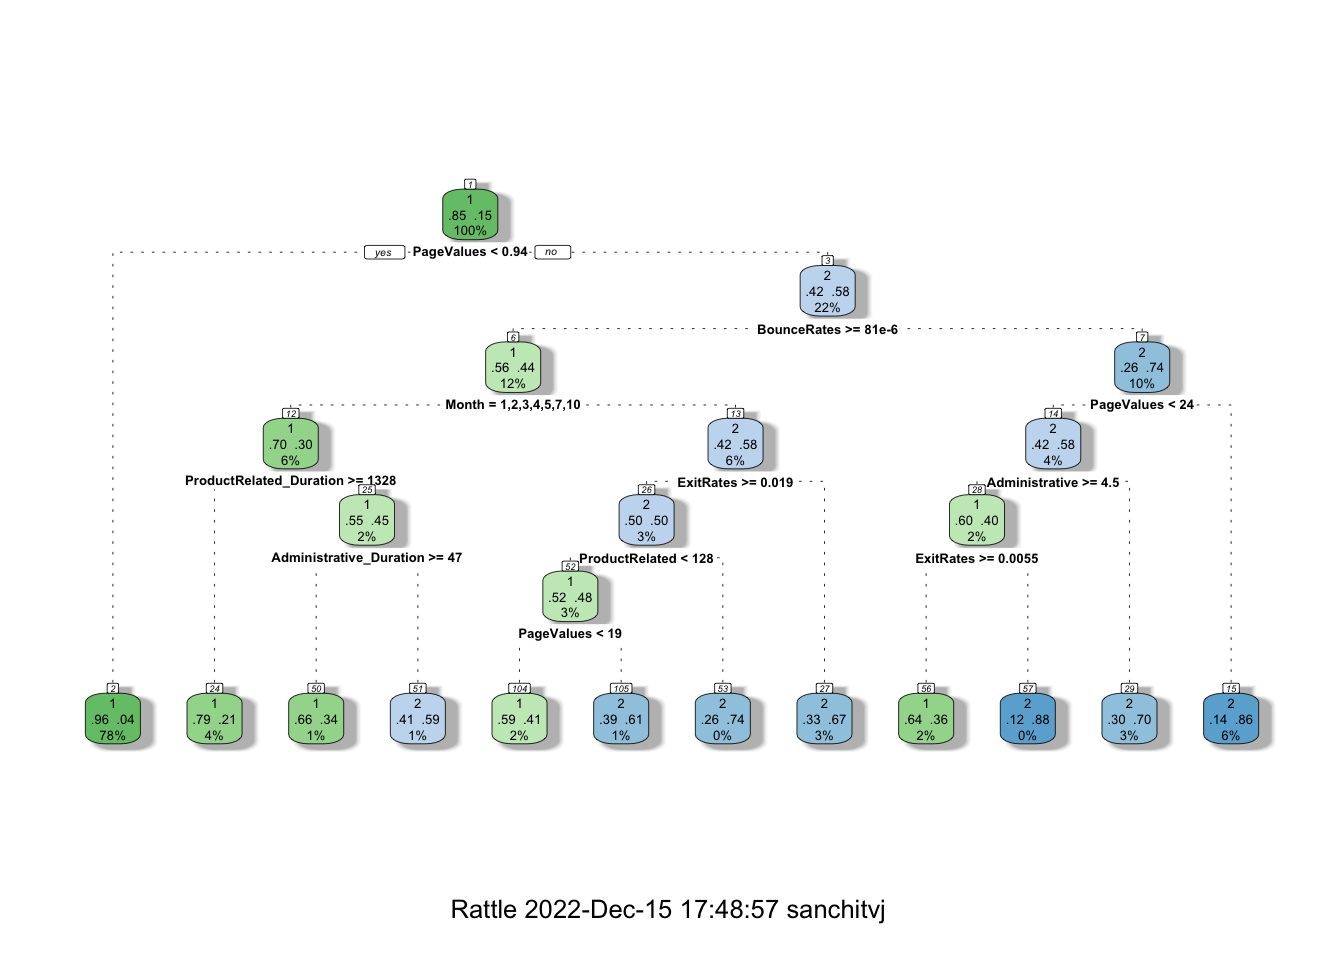 1
1
.85 .15
100%
yes PageValues < 0.94 no
3
2
.42 .58
22%
BounceRates >= 81e-6
6 7
1 2
.56 .44 .26 .74
12% 10%
Month = 1,2,3,4,5,7,10 PageValues < 24
12 13 14
1 2 2
.70 .30 .42 .58 .42 .58
6% 6% 4%
ProductRelated_Duration >= 1328 ExitRates >= 0.019 Administrative >= 4.5
25 26 28
1 2 1
.55 .45 .50 .50 .60 .40
2% 3% 2%
Administrative_Duration >= 47 ProductRelated < 128 ExitRates >= 0.0055
52
1
.52 .48
3%
PageValues < 19
2 24 50 51 104 105 53 27 56 57 29 15
1 1 1 2 1 2 2 2 1 2 2 2
.96 .04 .79 .21 .66 .34 .41 .59 .59 .41 .39 .61 .26 .74 .33 .67 .64 .36 .12 .88 .30 .70 .14 .86
78% 4% 1% 1% 2% 1% 0% 3% 2% 0% 3% 6%
Rattle 2022-Dec-15 17:48:57 sanchitvj